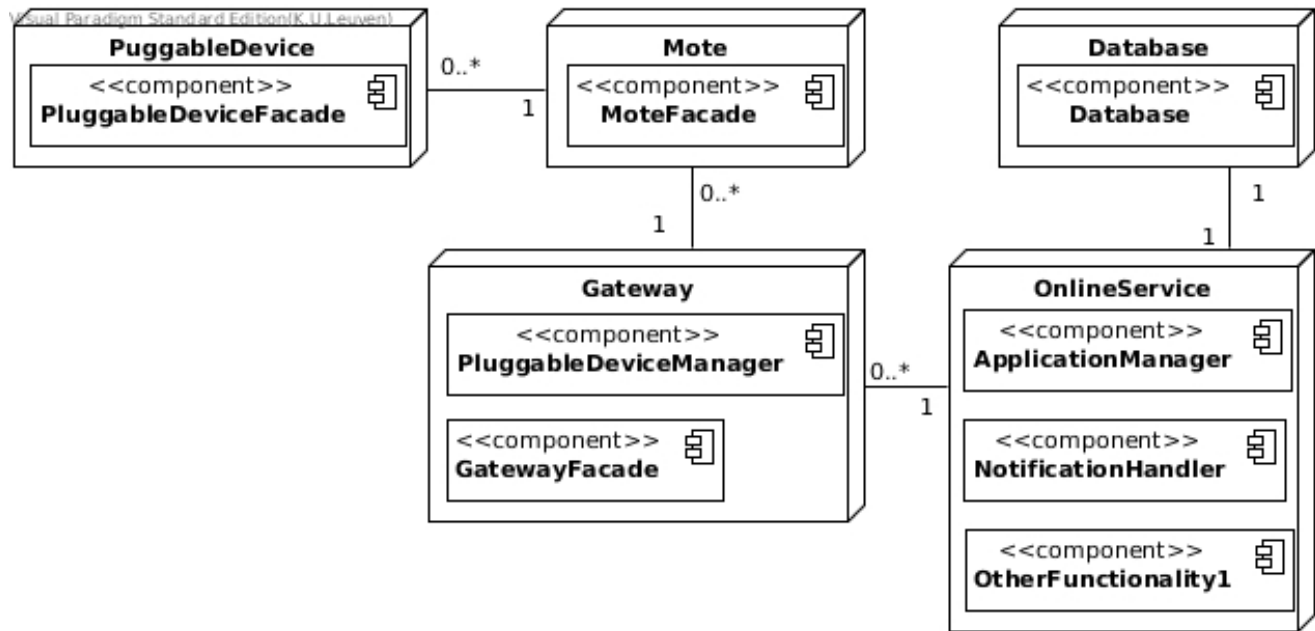 Visual Paradigm Standard Edition(K.U.Leuven)
PuggableDevice
<<component>>
PluggableDeviceFacade
0..*
1
Mote
<<component>>
MoteFacade
Database
<<component>>
Database
0..*
1
1
1
Gateway
<<component>>
PluggableDeviceManager
<<component>>
GatewayFacade
0..*
1
OnlineService
<<component>>
ApplicationManager
<<component>>
NotificationHandler
<<component>>
OtherFunctionality1